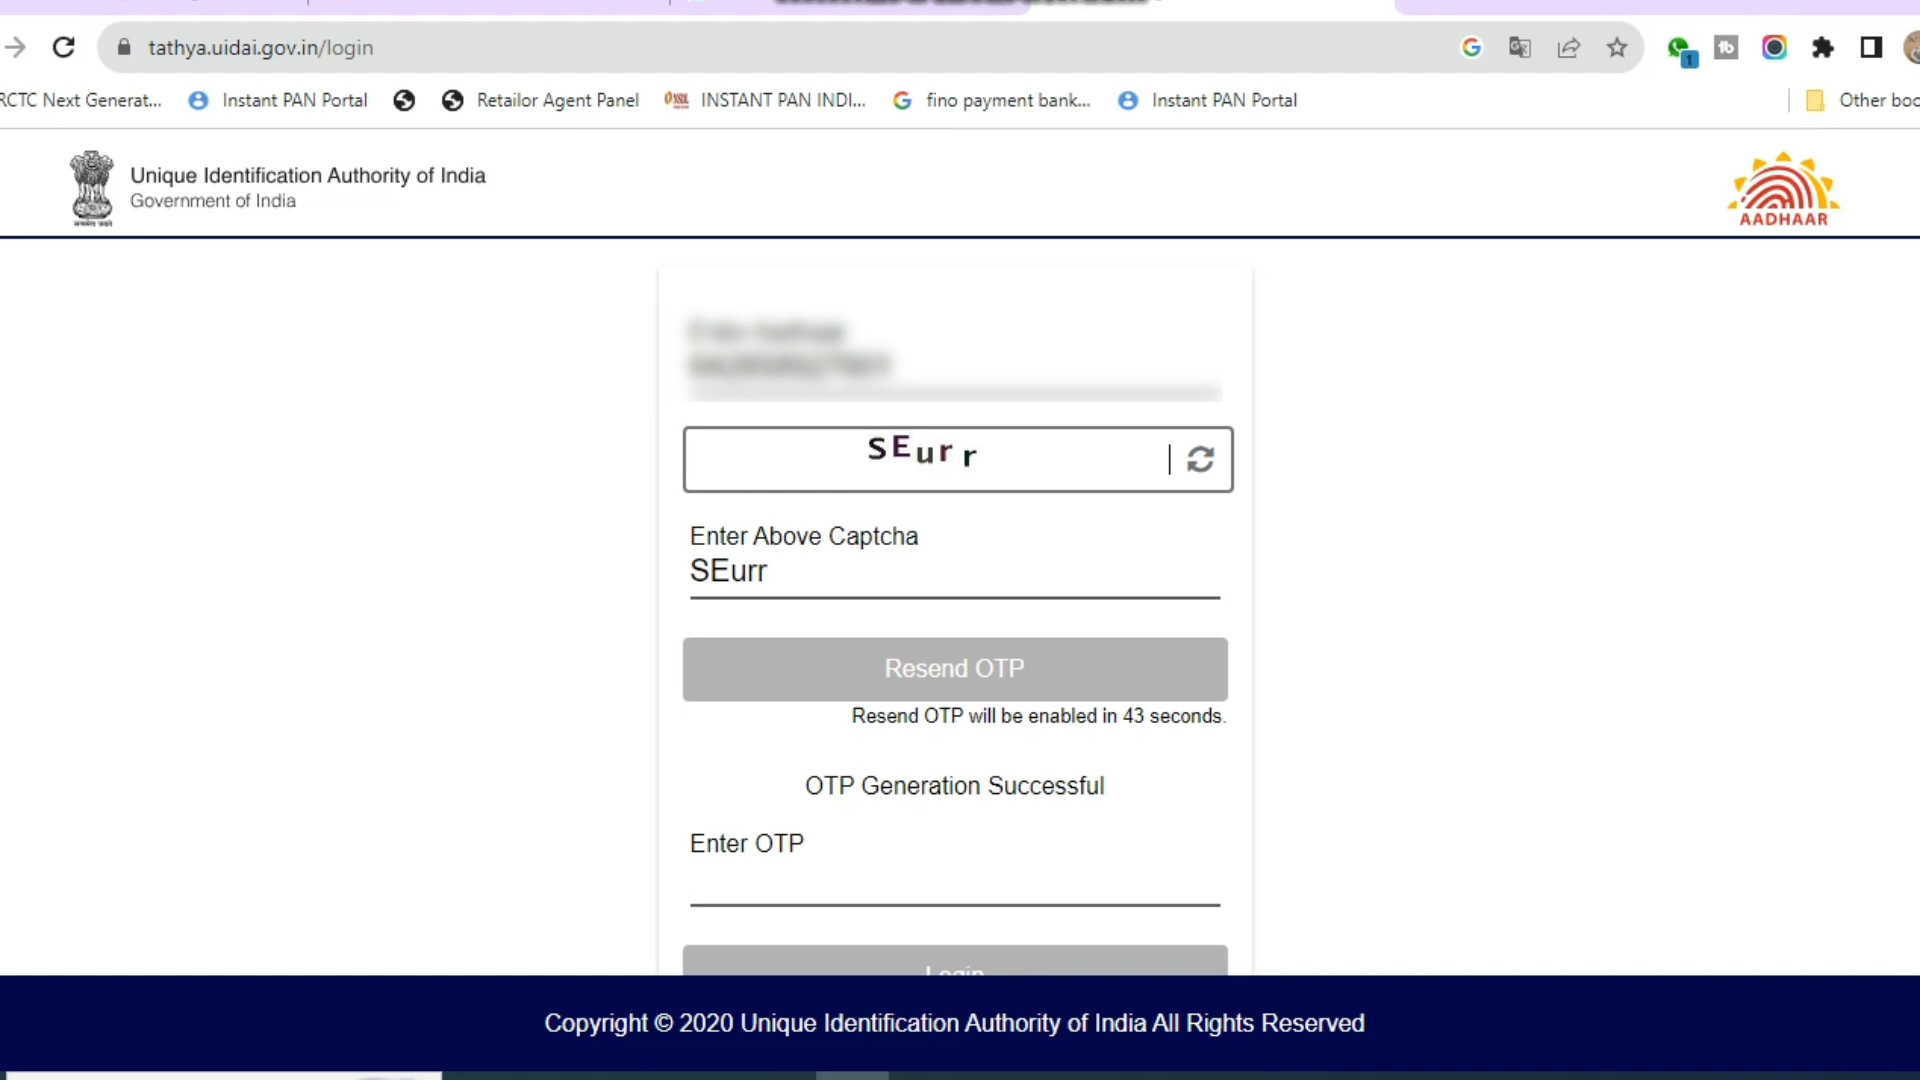 tathya.uidai.gov.in/login
1
RCTC Next Generat...
Instant PAN Portal
Retailor Agent Panel
INSTANT PAN INDI...
fino payment bank...
Instant PAN Portal
Other boo
Unique Identification Authority of India
Government of India
AADHAAR
SEurr
Enter Above Captcha
SEurr
Resend OTP
Resend OTP will be enabled in 43 seconds.
OTP Generation Successful
Enter OTP
Login
Copyright © 2020 Unique Identification Authority of India All Rights Reserved